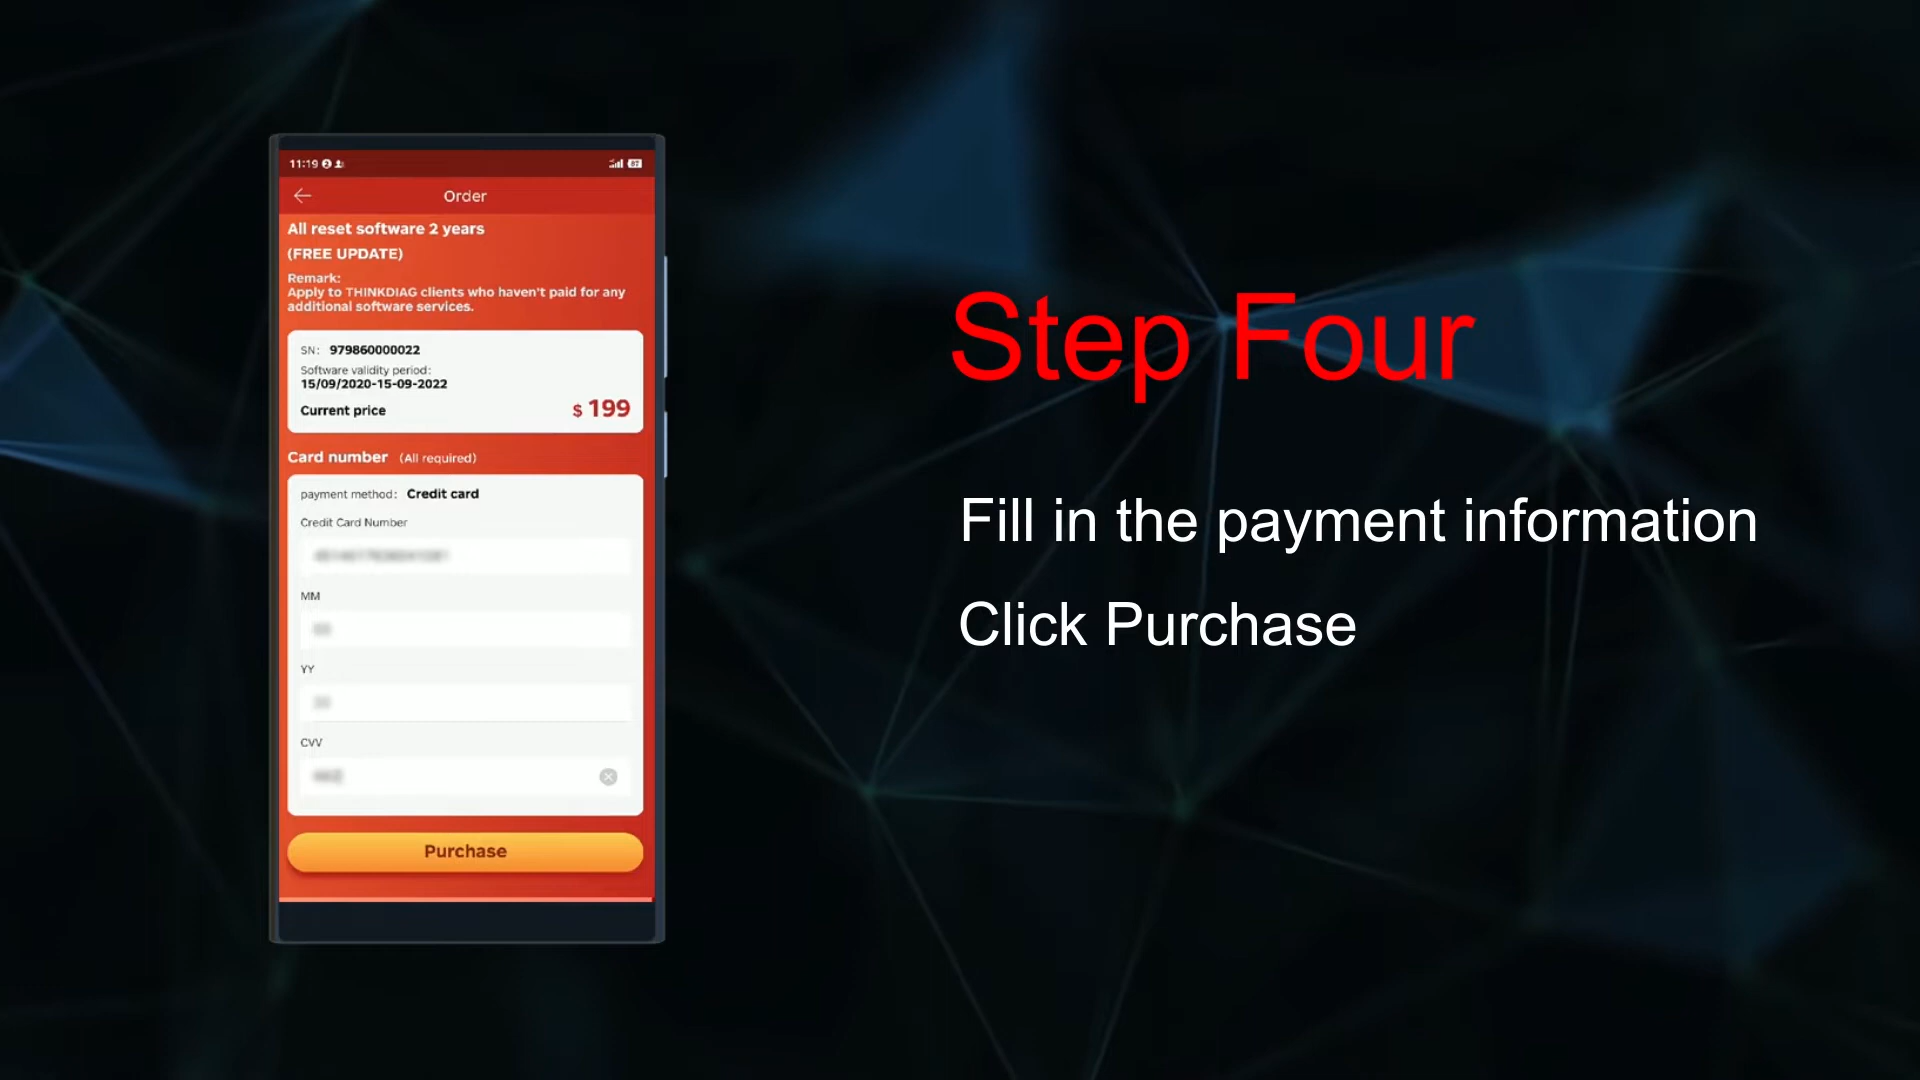 11:19
87
Order
All reset software 2 years
(FREE UPDATE)
Remark:
Apply to THINKDIAG clients who haven't paid for any
additional software services.
SN: 979860000022
Software validity period:
15/09/2020-15-09-2022
Current price $ 199
Card number (All required)
payment method: Credit card
Credit Card Number
MM
YY
CVV
Purchase
Step Four
Fill in the payment information
Click Purchase